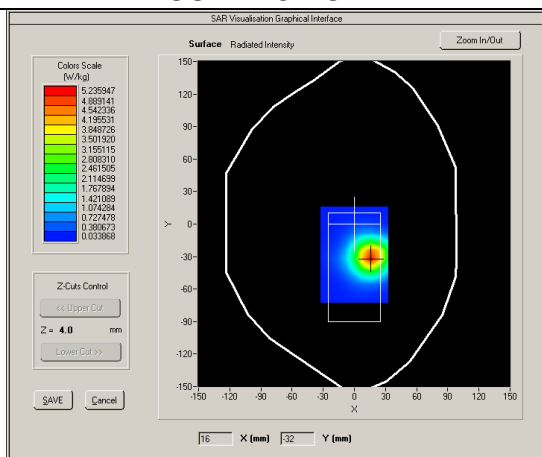 SAR Visualisation Graphical Interface
Surface Radiated Intensity
Zoom In/Out
Colors Scale
(W/kg)
5.235947
4.889141
4.542336
4.195531
3.848726
3.501920
3.155115
2.808310
2.461505
2.114699
1.767894
1.421089
1.074284
0.727478
0.380673
0.033868
Z-Cuts Control
<< Upper Cut
Z = 4.0 mm
Lower Cut >>
SAVE Cancel
150
120
90
60
30
0
-30
-60
-90
-120
-150
Y
-150 -120 -90 -60 -30 0 30 60 90 120 150
X
16 X (mm) -32 Y (mm)